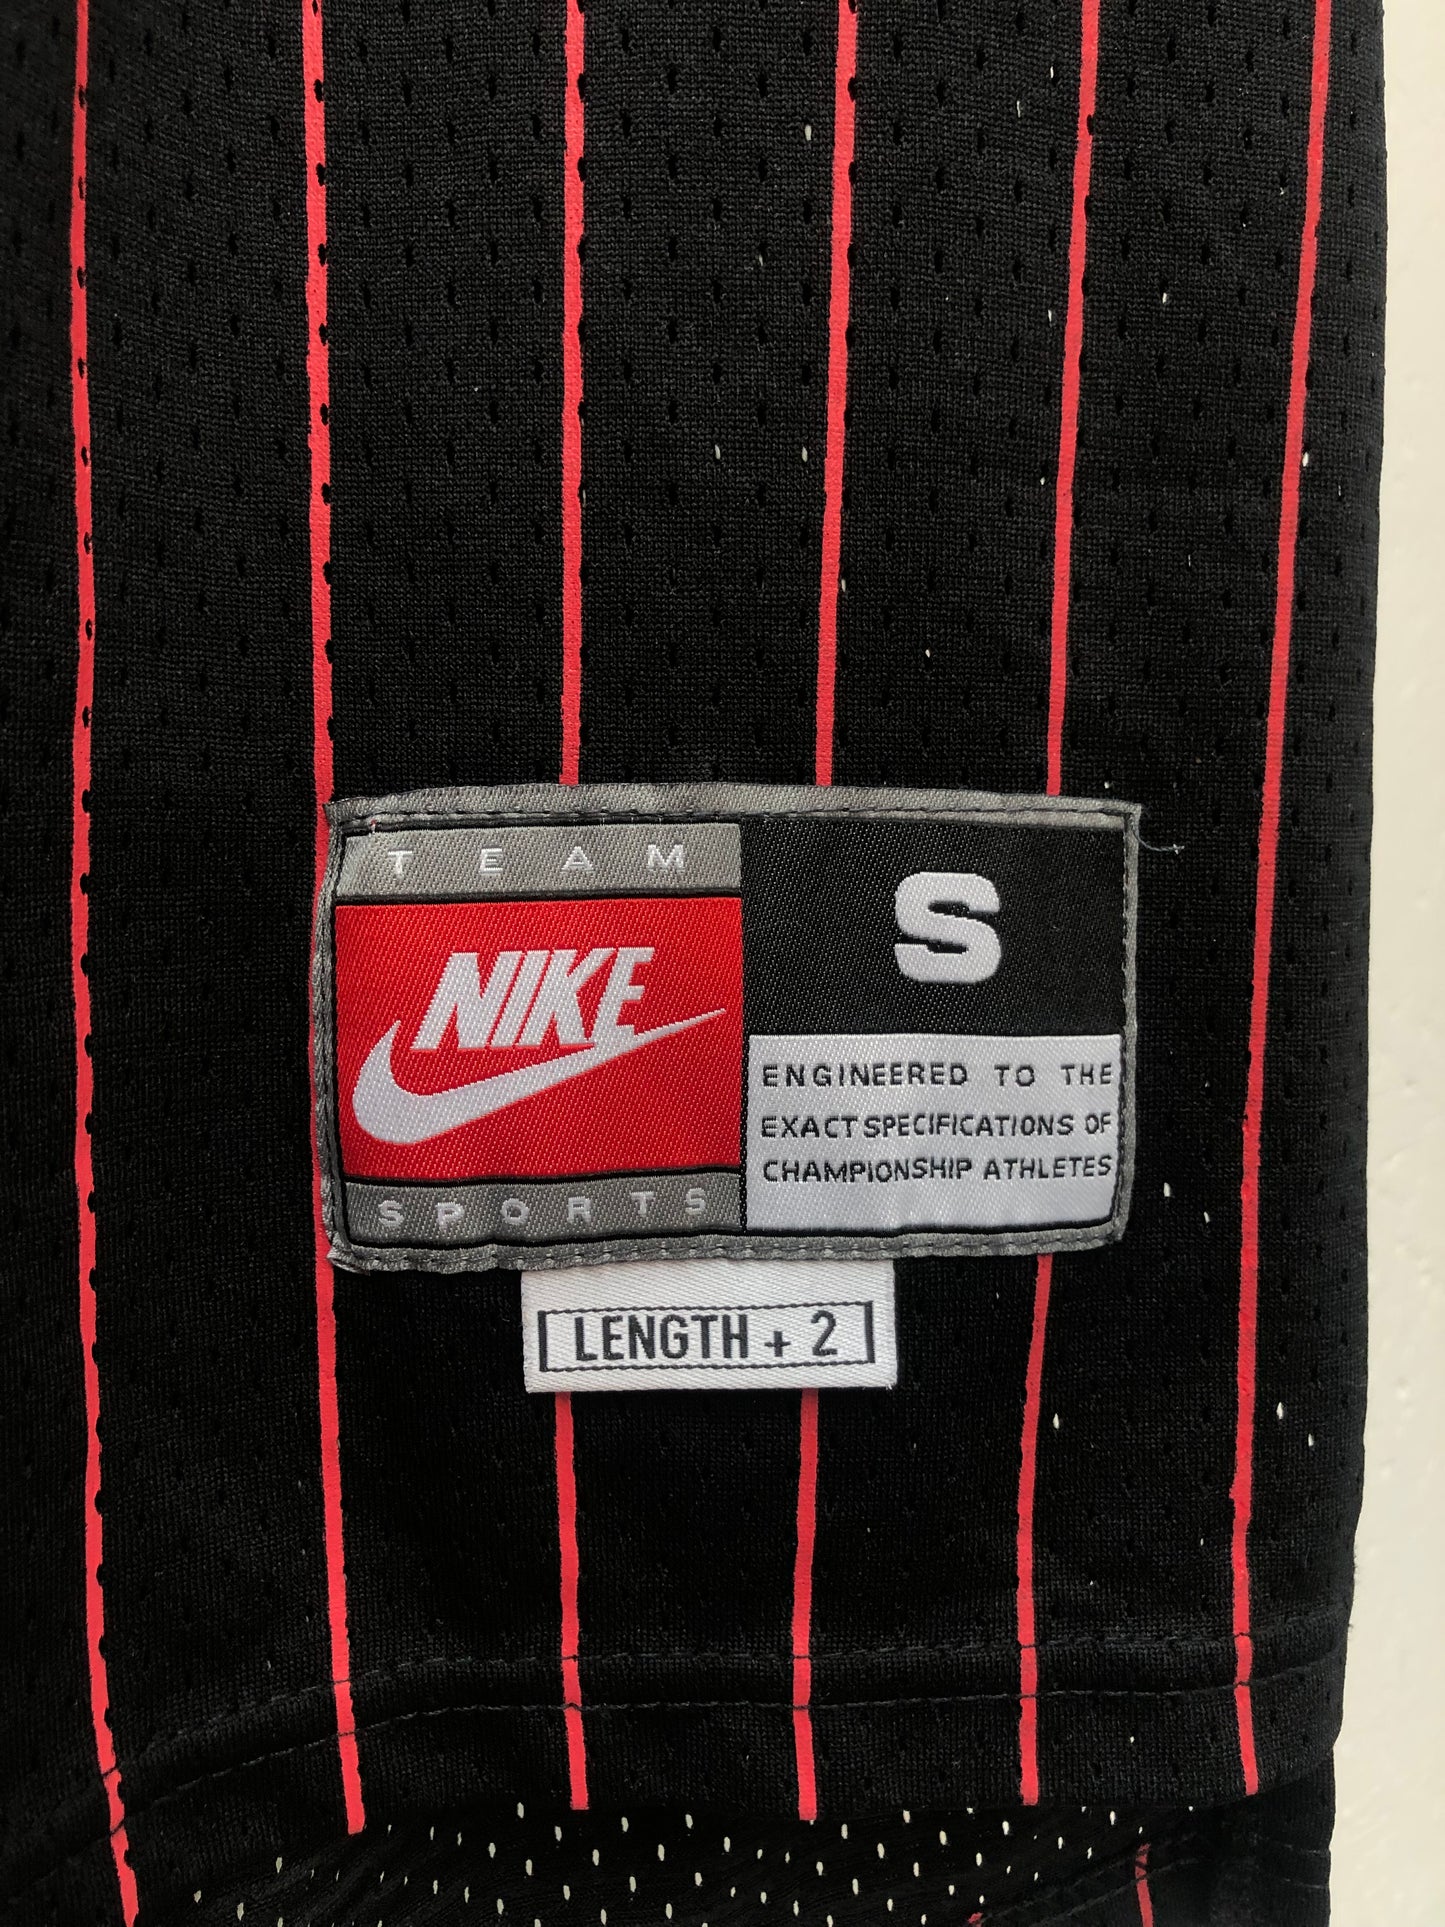 TEAM
NIKE
SPORTS
S
ENGINEERED TO THE
EXACT SPECIFICATIONS OF
CHAMPIONSHIP ATHLETES
LENGTH + 2